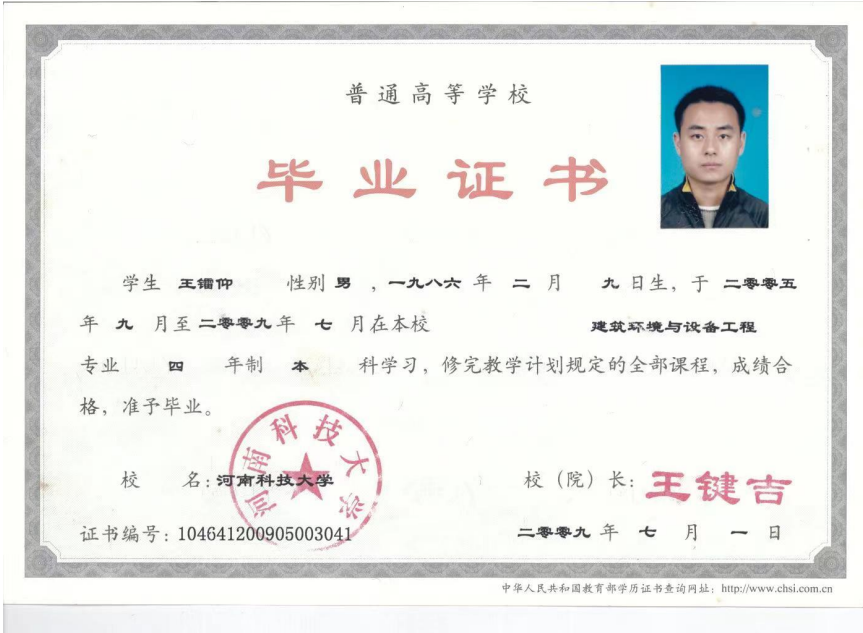 普通高等学校
毕业证书
学生 王镏仰 性别 男 ,一九八六 年 二 月 九 日生，于 二零零五
年 九 月至 二零零九 年 七 月在本校 建筑环境与设备工程
专业 四 年制 本 科学习，修完教学计划规定的全部课程，成绩合
格，准予毕业。
河南科技大学
校 名：河南科技大学 校（院）长：王键吉
证书编号：104641200905003041 二零零九 年 七 月 一 日
中华人民共和国教育部学历证书查询网址：http://www.chsi.com.cn